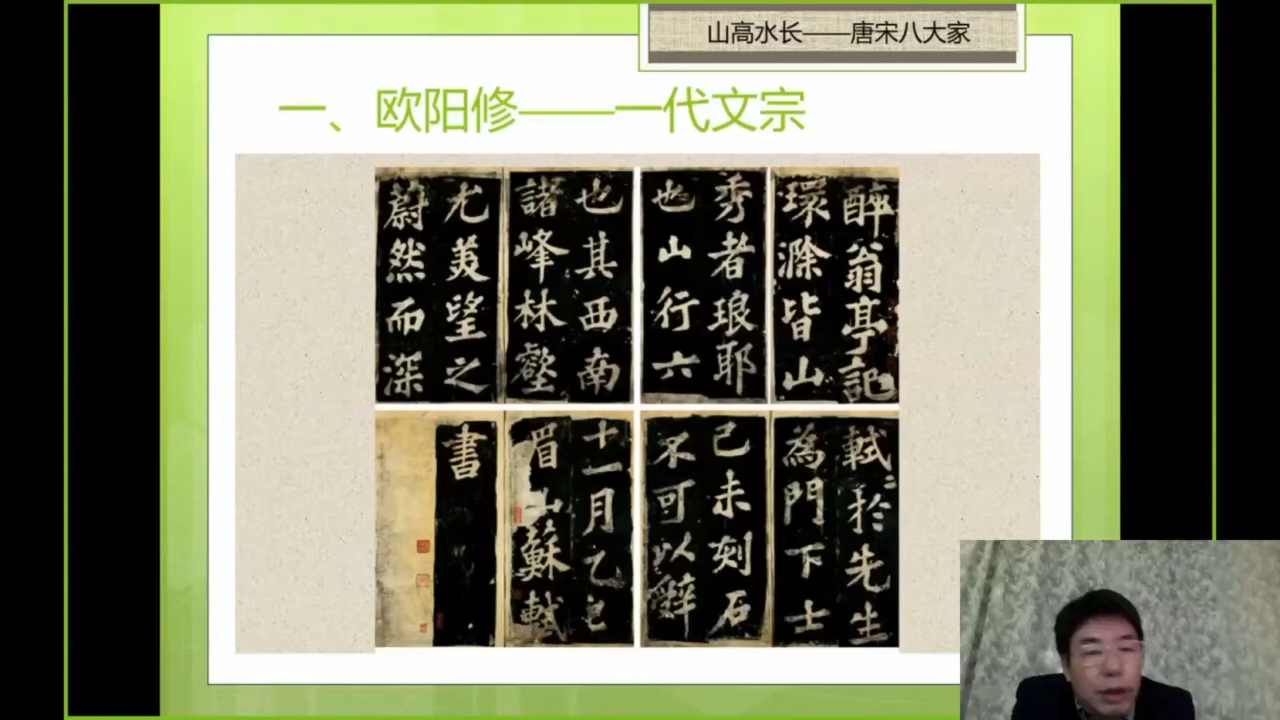 山高水长——唐宋八大家
一、欧阳修——一代文宗
醉翁亭記
環滁皆山
秀者琅耶
也山行六
也其西南
諸峰林壑
尤美望之
蔚然而深
軾於先生
為門下士
己未刻石
不可以辭
十一月乙
眉山蘇軾
書